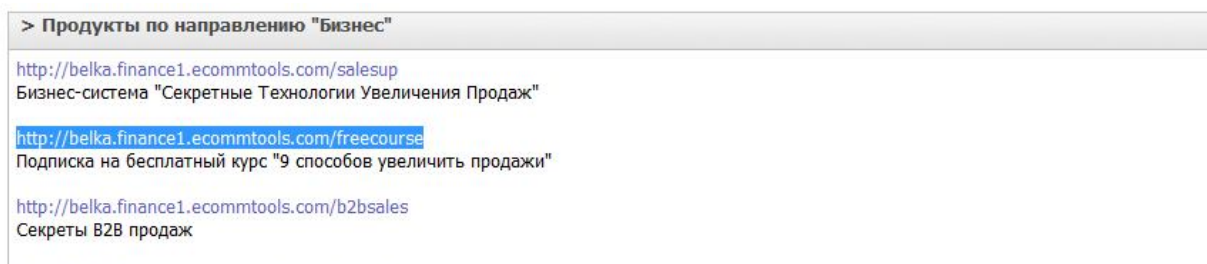 > Продукты по направлению "Бизнес"
http://belka.finance1.ecommtools.com/salesup
Бизнес-система "Секретные Технологии Увеличения Продаж"
http://belka.finance1.ecommtools.com/freecourse
Подписка на бесплатный курс "9 способов увеличить продажи"
http://belka.finance1.ecommtools.com/b2bsales
Секреты B2B продаж